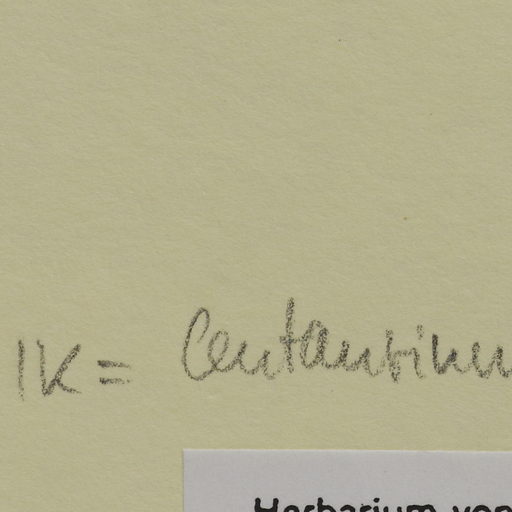 IK = Centaurium
Herbarium von